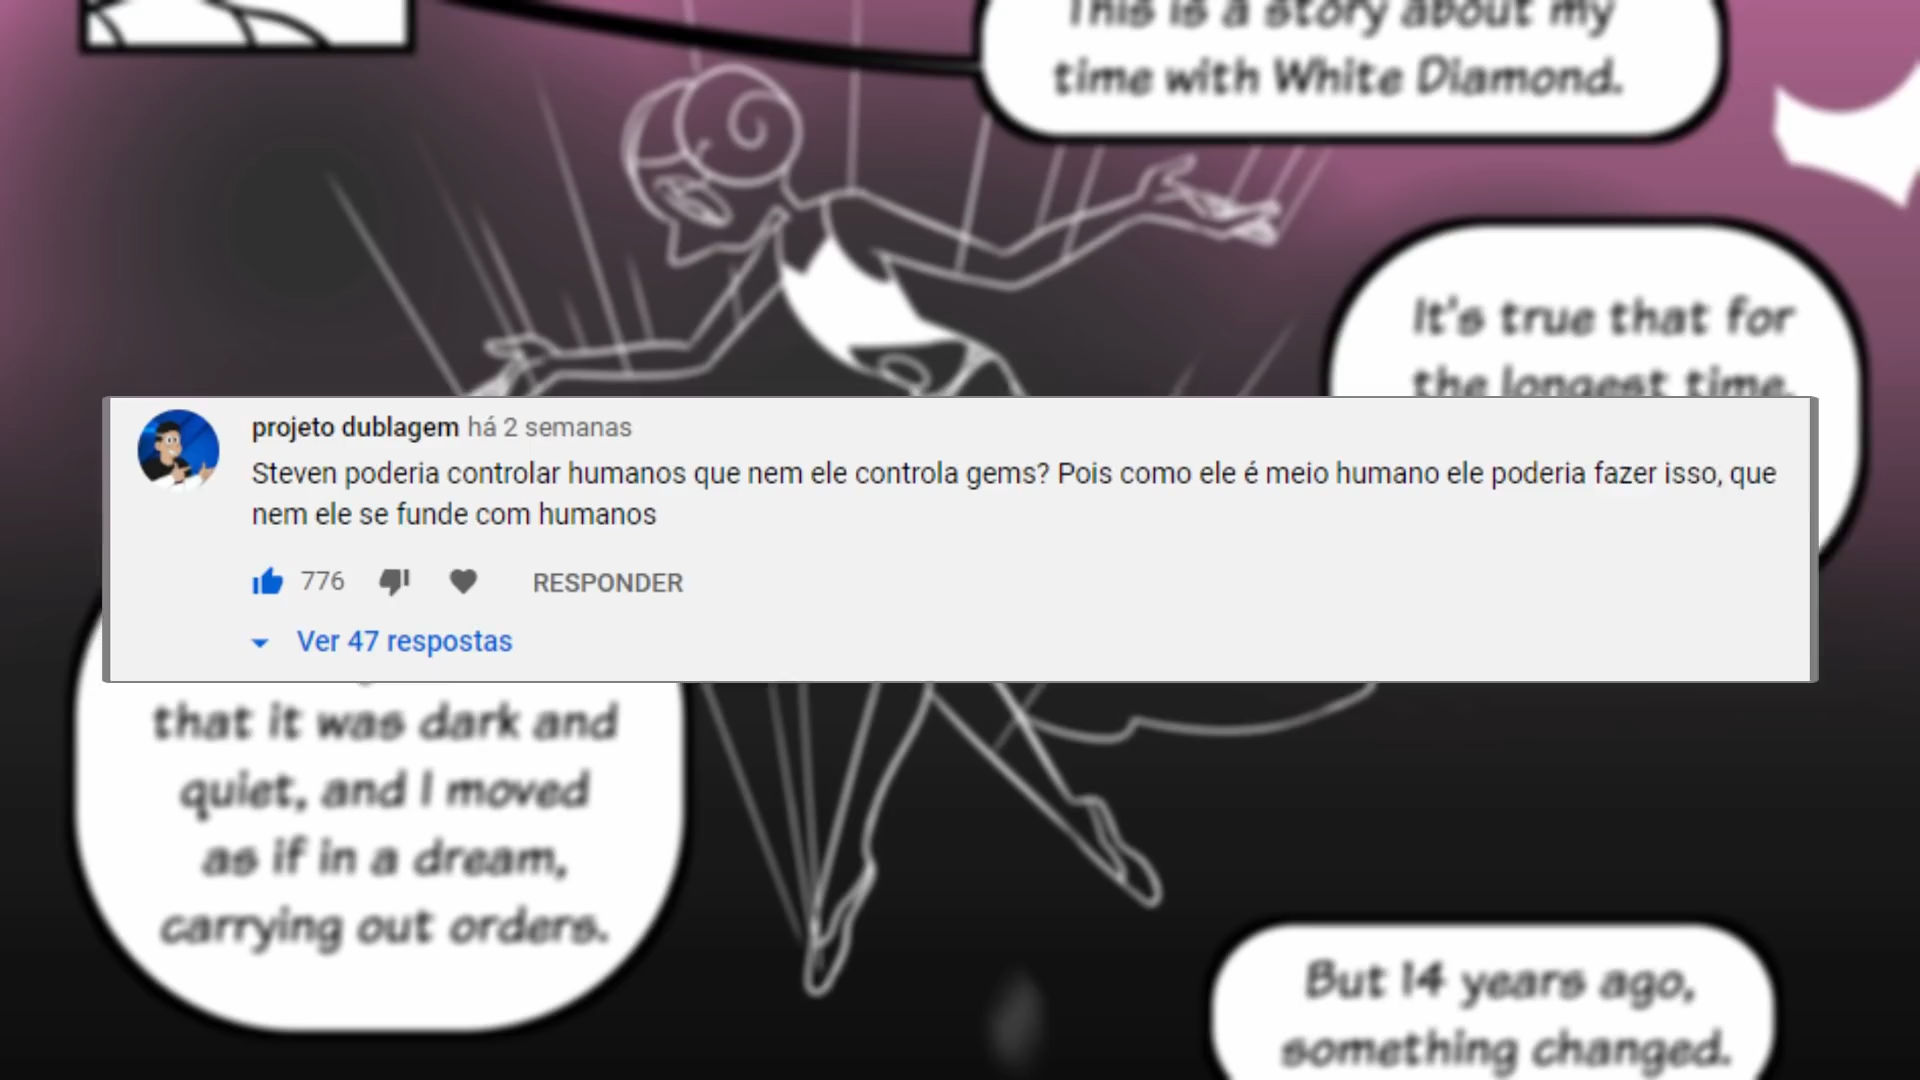 This is a story about my
time with White Diamond.
It's true that for
the longest time,
projeto dublagem há 2 semanas
Steven poderia controlar humanos que nem ele controla gems? Pois como ele é meio humano ele poderia fazer isso, que
nem ele se funde com humanos
776
RESPONDER
Ver 47 respostas
that it was dark and
quiet, and I moved
as if in a dream,
carrying out orders.
But 14 years ago,
something changed.